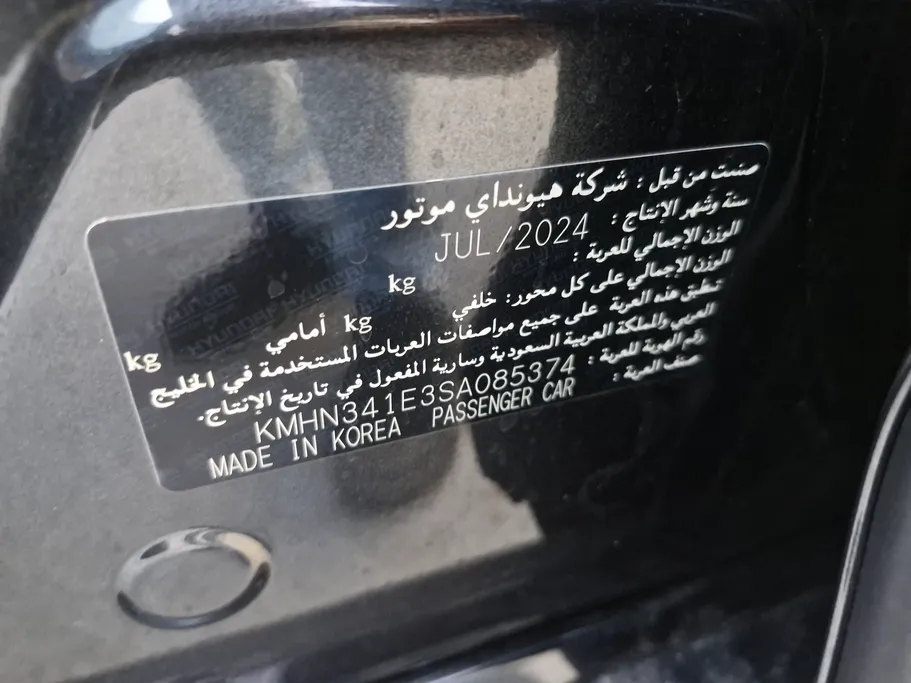 صنعت من قبل : شركة هيونداي موتور
سنة وشهر الإنتاج : JUL/2024
الوزن الإجمالي للعربة : kg
الوزن الإجمالي على كل محور: خلفي kg أمامي kg
تطبق هذه العربة على جميع مواصفات العربات المستخدمة في الخليج
العربي والملكة العربية السعودية وسارية المفعول في تاريخ الإنتاج.
رقم الهوية للعربة : KMHN341E3SA085374
صنف العربة : PASSENGER CAR MADE IN KOREA